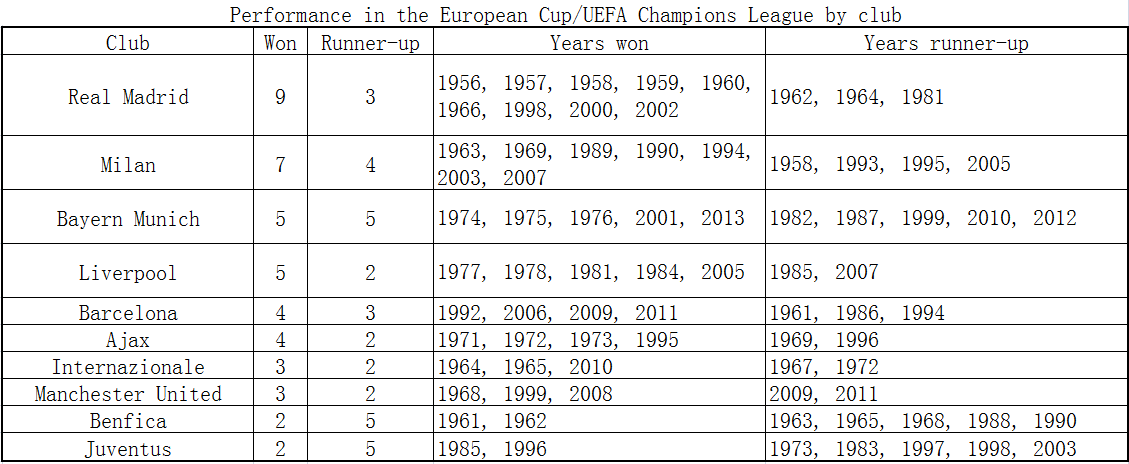 Performance in the European Cup/UEFA Champions League by club
Club Won Runner-up Years won Years runner-up
Real Madrid 9 3 1956, 1957, 1958, 1959, 1960, 1966, 1998, 2000, 2002 1962, 1964, 1981
Milan 7 4 1963, 1969, 1989, 1990, 1994, 2003, 2007 1958, 1993, 1995, 2005
Bayern Munich 5 5 1974, 1975, 1976, 2001, 2013 1982, 1987, 1999, 2010, 2012
Liverpool 5 2 1977, 1978, 1981, 1984, 2005 1985, 2007
Barcelona 4 3 1992, 2006, 2009, 2011 1961, 1986, 1994
Ajax 4 2 1971, 1972, 1973, 1995 1969, 1996
Internazionale 3 2 1964, 1965, 2010 1967, 1972
Manchester United 3 2 1968, 1999, 2008 2009, 2011
Benfica 2 5 1961, 1962 1963, 1965, 1968, 1988, 1990
Juventus 2 5 1985, 1996 1973, 1983, 1997, 1998, 2003